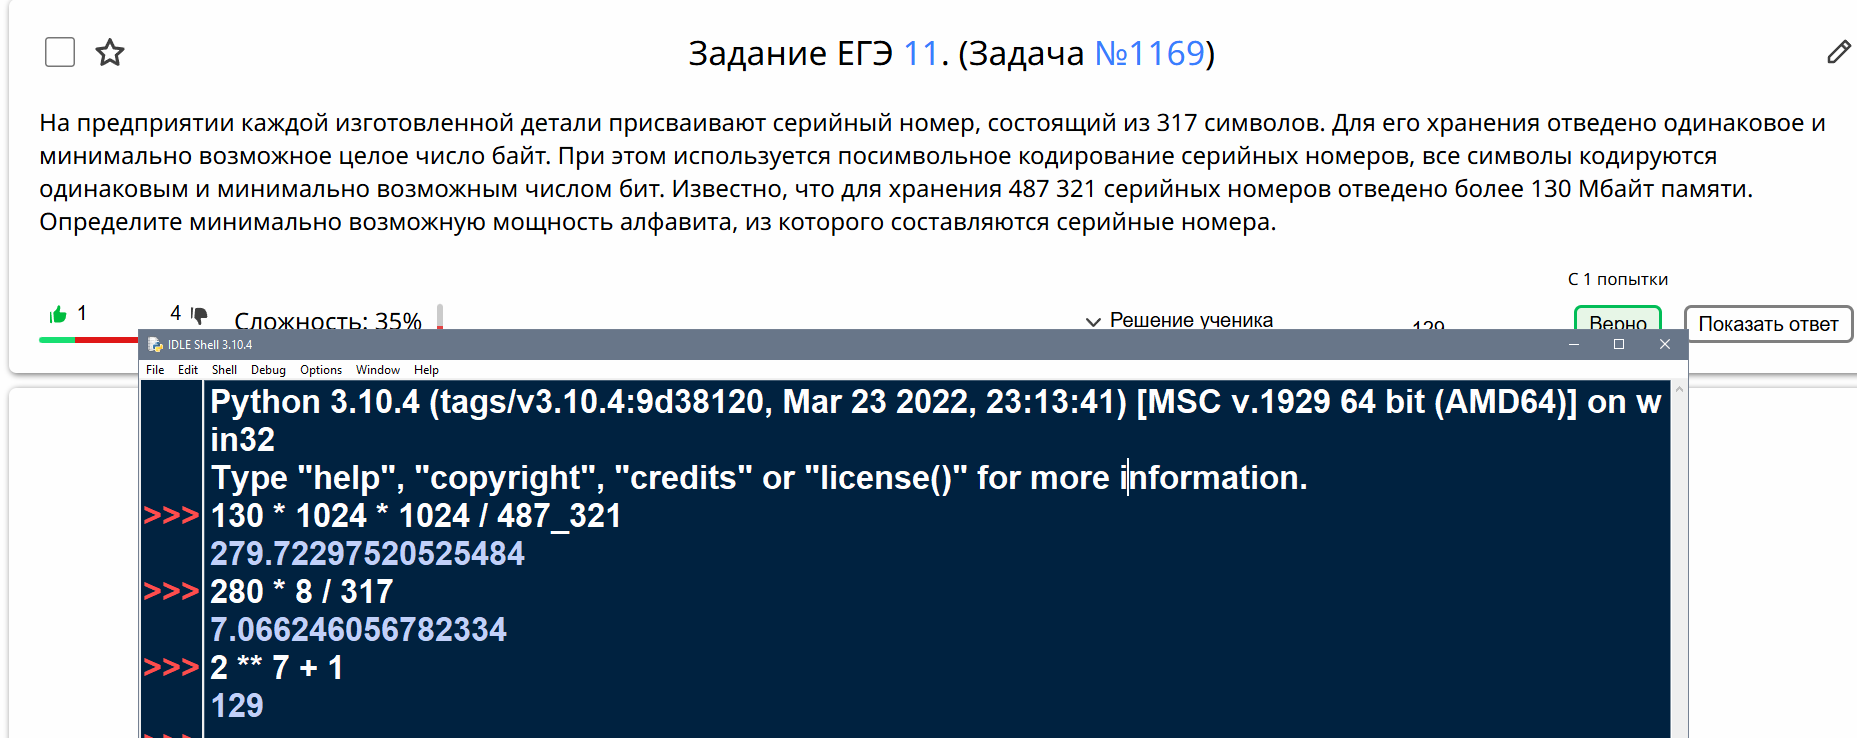 Задание ЕГЭ 11. (Задача №1169)
На предприятии каждой изготовленной детали присваивают серийный номер, состоящий из 317 символов. Для его хранения отведено одинаковое и
минимально возможное целое число байт. При этом используется посимвольное кодирование серийных номеров, все символы кодируются
одинаковым и минимально возможным числом бит. Известно, что для хранения 487 321 серийных номеров отведено более 130 Мбайт памяти.
Определите минимально возможную мощность алфавита, из которого составляются серийные номера.
С 1 попытки
1 4 Сложность: 35% Решение ученика 129 Верно Показать ответ
IDLE Shell 3.10.4
File Edit Shell Debug Options Window Help
Python 3.10.4 (tags/v3.10.4:9d38120, Mar 23 2022, 23:13:41) [MSC v.1929 64 bit (AMD64)] on w
in32
Type "help", "copyright", "credits" or "license()" for more information.
>>> 130 * 1024 * 1024 / 487_321
279.72297520525484
>>> 280 * 8 / 317
7.066246056782334
>>> 2 ** 7 + 1
129
>>>